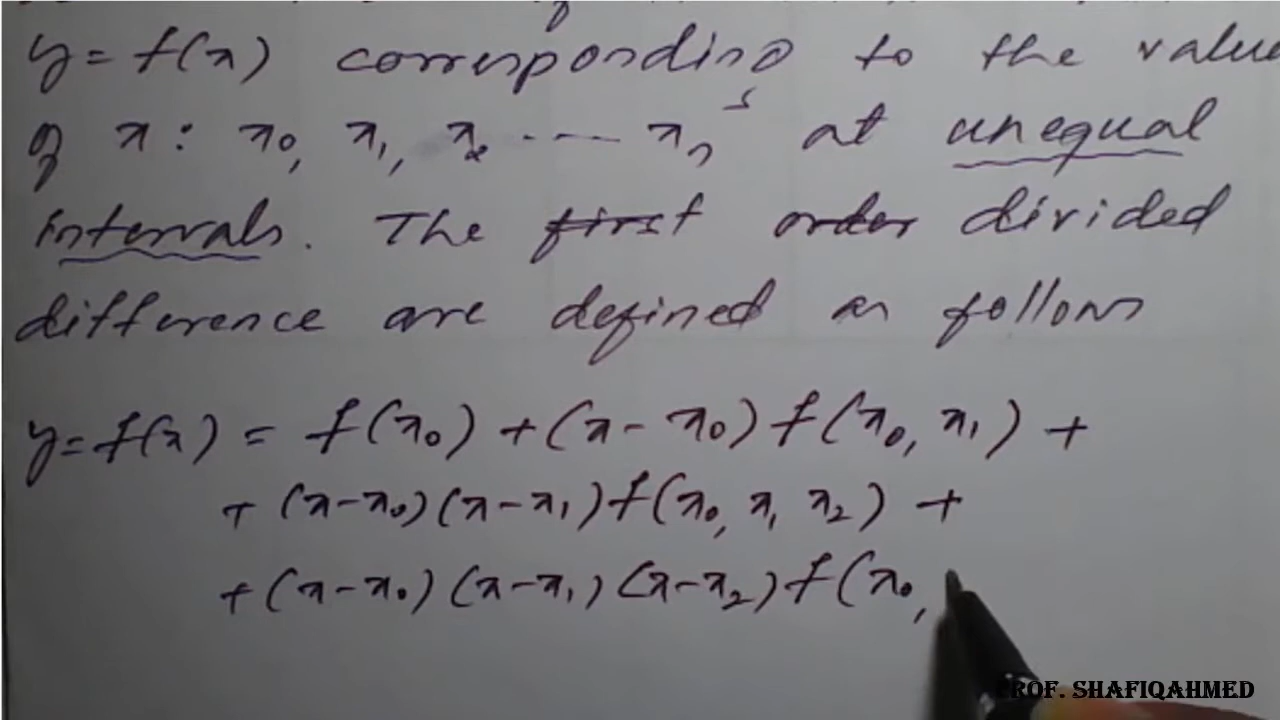 y = f(x) corresponding to the value
of x : x0, x1, x2 ---- xn s at unequal
intervals. The first order divided
difference are defined as follows
y = f(x) = f(x0) + (x - x0) f(x0, x1) +
+ (x-x0) (x-x1) f(x0, x1 x2) +
+ (x-x0) (x-x1) (x-x2) f(x0,
PROF. SHAFIQAHMED